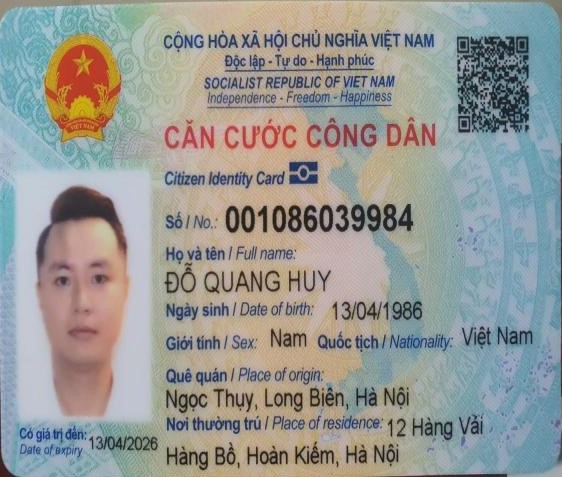 CỘNG HÒA XÃ HỘI CHỦ NGHĨA VIỆT NAM
Độc lập - Tự do - Hạnh phúc
SOCIALIST REPUBLIC OF VIET NAM
Independence - Freedom - Happiness
CĂN CƯỚC CÔNG DÂN
Citizen Identity Card
Số / No.: 001086039984
Họ và tên / Full name:
ĐỖ QUANG HUY
Ngày sinh / Date of birth: 13/04/1986
Giới tính / Sex: Nam Quốc tịch / Nationality: Việt Nam
Quê quán / Place of origin:
Ngọc Thụy, Long Biên, Hà Nội
Nơi thường trú / Place of residence: 12 Hàng Vải
Hàng Bồ, Hoàn Kiếm, Hà Nội
Có giá trị đến: 13/04/2026
Date of expiry
VIỆT NAM